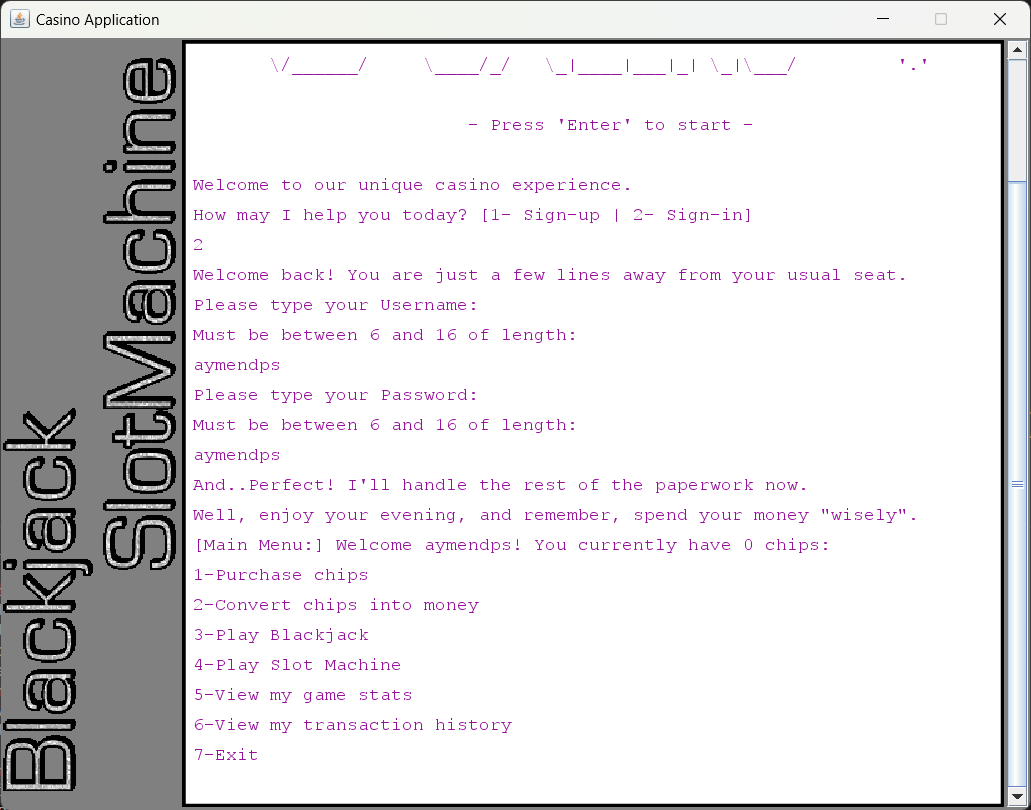 Casino Application
Blackjack
SlotMachine
\/______/     \____/_/   \_|____|___|_| \_|\___/         '.'
- Press 'Enter' to start -
Welcome to our unique casino experience.
How may I help you today? [1- Sign-up | 2- Sign-in]
2
Welcome back! You are just a few lines away from your usual seat.
Please type your Username:
Must be between 6 and 16 of length:
aymendps
Please type your Password:
Must be between 6 and 16 of length:
aymendps
And..Perfect! I'll handle the rest of the paperwork now.
Well, enjoy your evening, and remember, spend your money "wisely".
[Main Menu:] Welcome aymendps! You currently have 0 chips:
1-Purchase chips
2-Convert chips into money
3-Play Blackjack
4-Play Slot Machine
5-View my game stats
6-View my transaction history
7-Exit